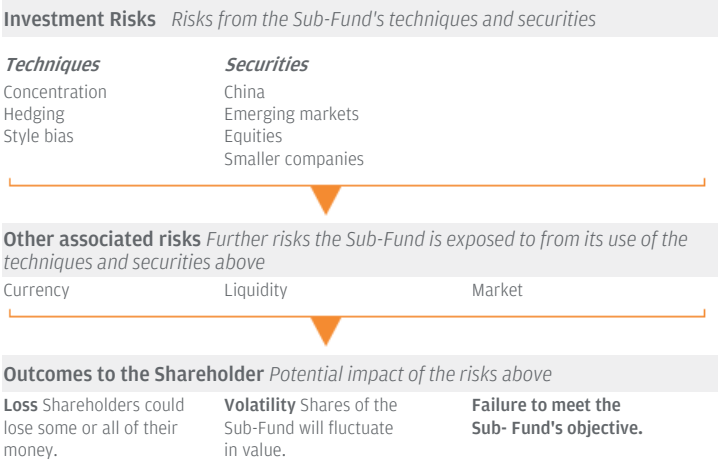 Investment Risks Risks from the Sub-Fund's techniques and securities
Techniques
Concentration
Hedging
Style bias
Securities
China
Emerging markets
Equities
Smaller companies
Other associated risks Further risks the Sub-Fund is exposed to from its use of the
techniques and securities above
Currency
Liquidity
Market
Outcomes to the Shareholder Potential impact of the risks above
Loss Shareholders could
lose some or all of their
money.
Volatility Shares of the
Sub-Fund will fluctuate
in value.
Failure to meet the
Sub- Fund's objective.